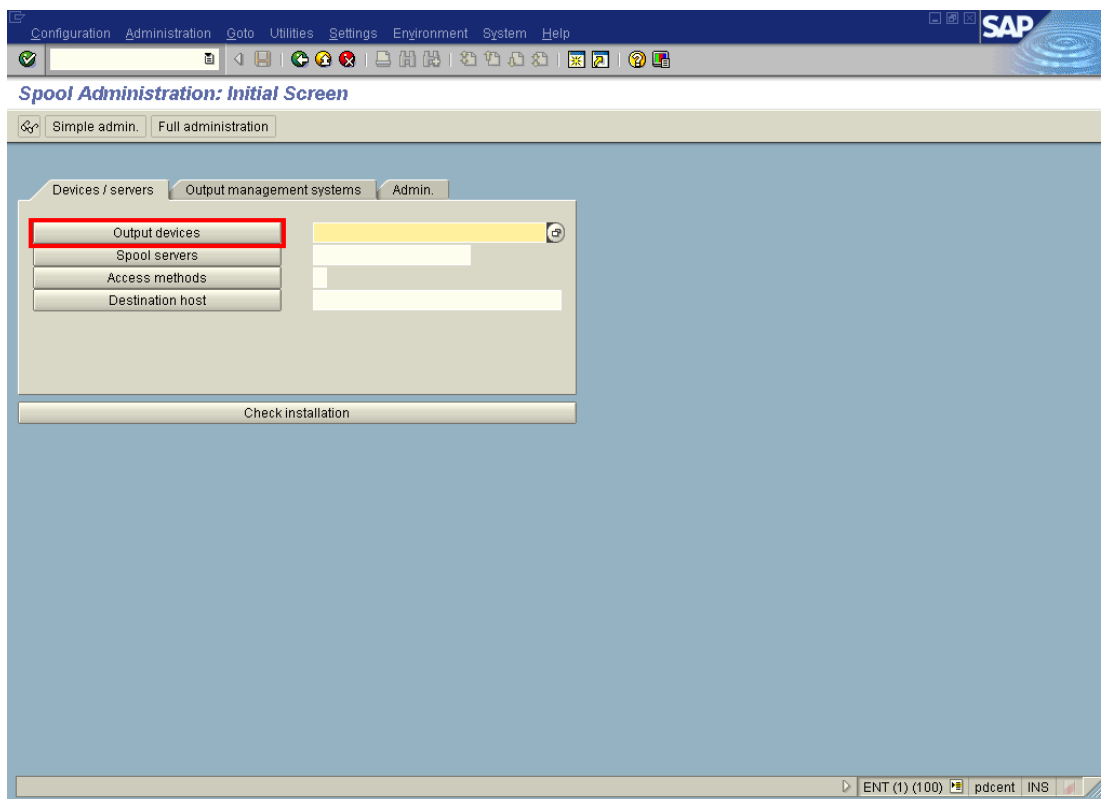 Configuration Administration Goto Utilities Settings Environment System Help
SAP
Spool Administration: Initial Screen
Simple admin. Full administration
Devices / servers Output management systems Admin.
Output devices
Spool servers
Access methods
Destination host
Check installation
ENT (1) (100) pdcent INS